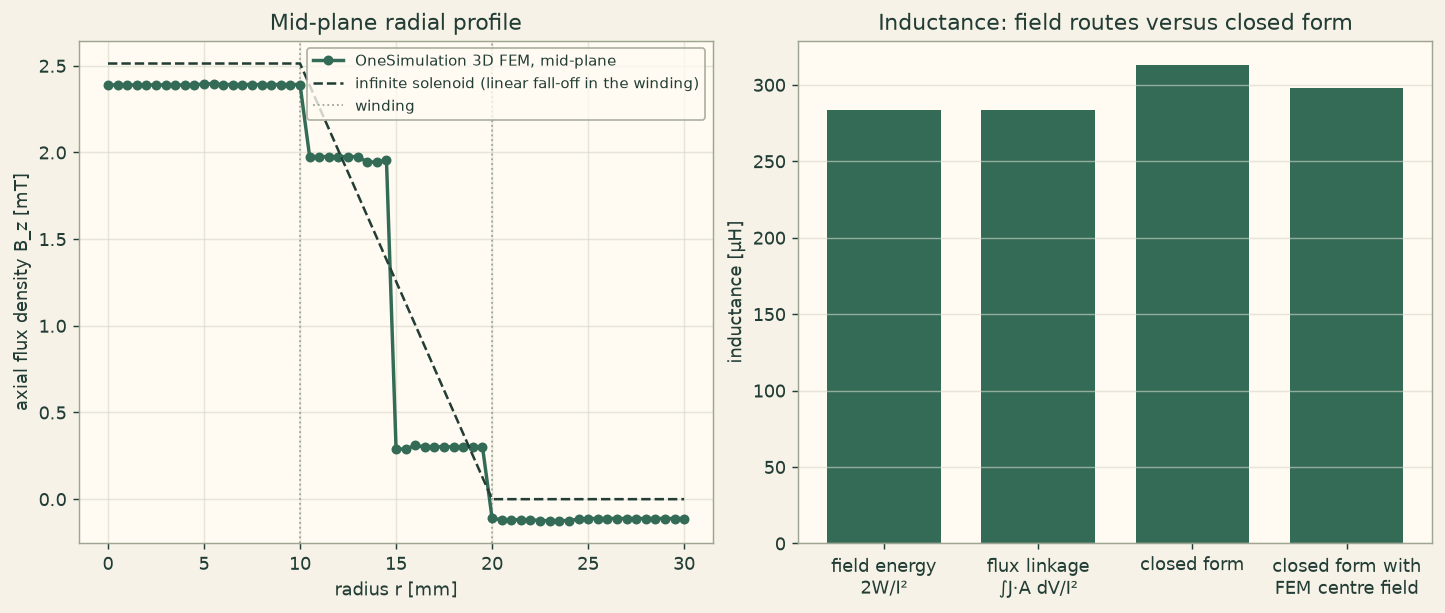 Mid-plane radial profile
OneSimulation 3D FEM, mid-plane
infinite solenoid (linear fall-off in the winding)
winding
axial flux density B_z [mT]
2.5
2.0
1.5
1.0
0.5
0.0
0 5 10 15 20 25 30
radius r [mm]
Inductance: field routes versus closed form
inductance [µH]
300
250
200
150
100
50
0
field energy
2W/I²
flux linkage
∫J·A dV/I²
closed form
closed form with
FEM centre field